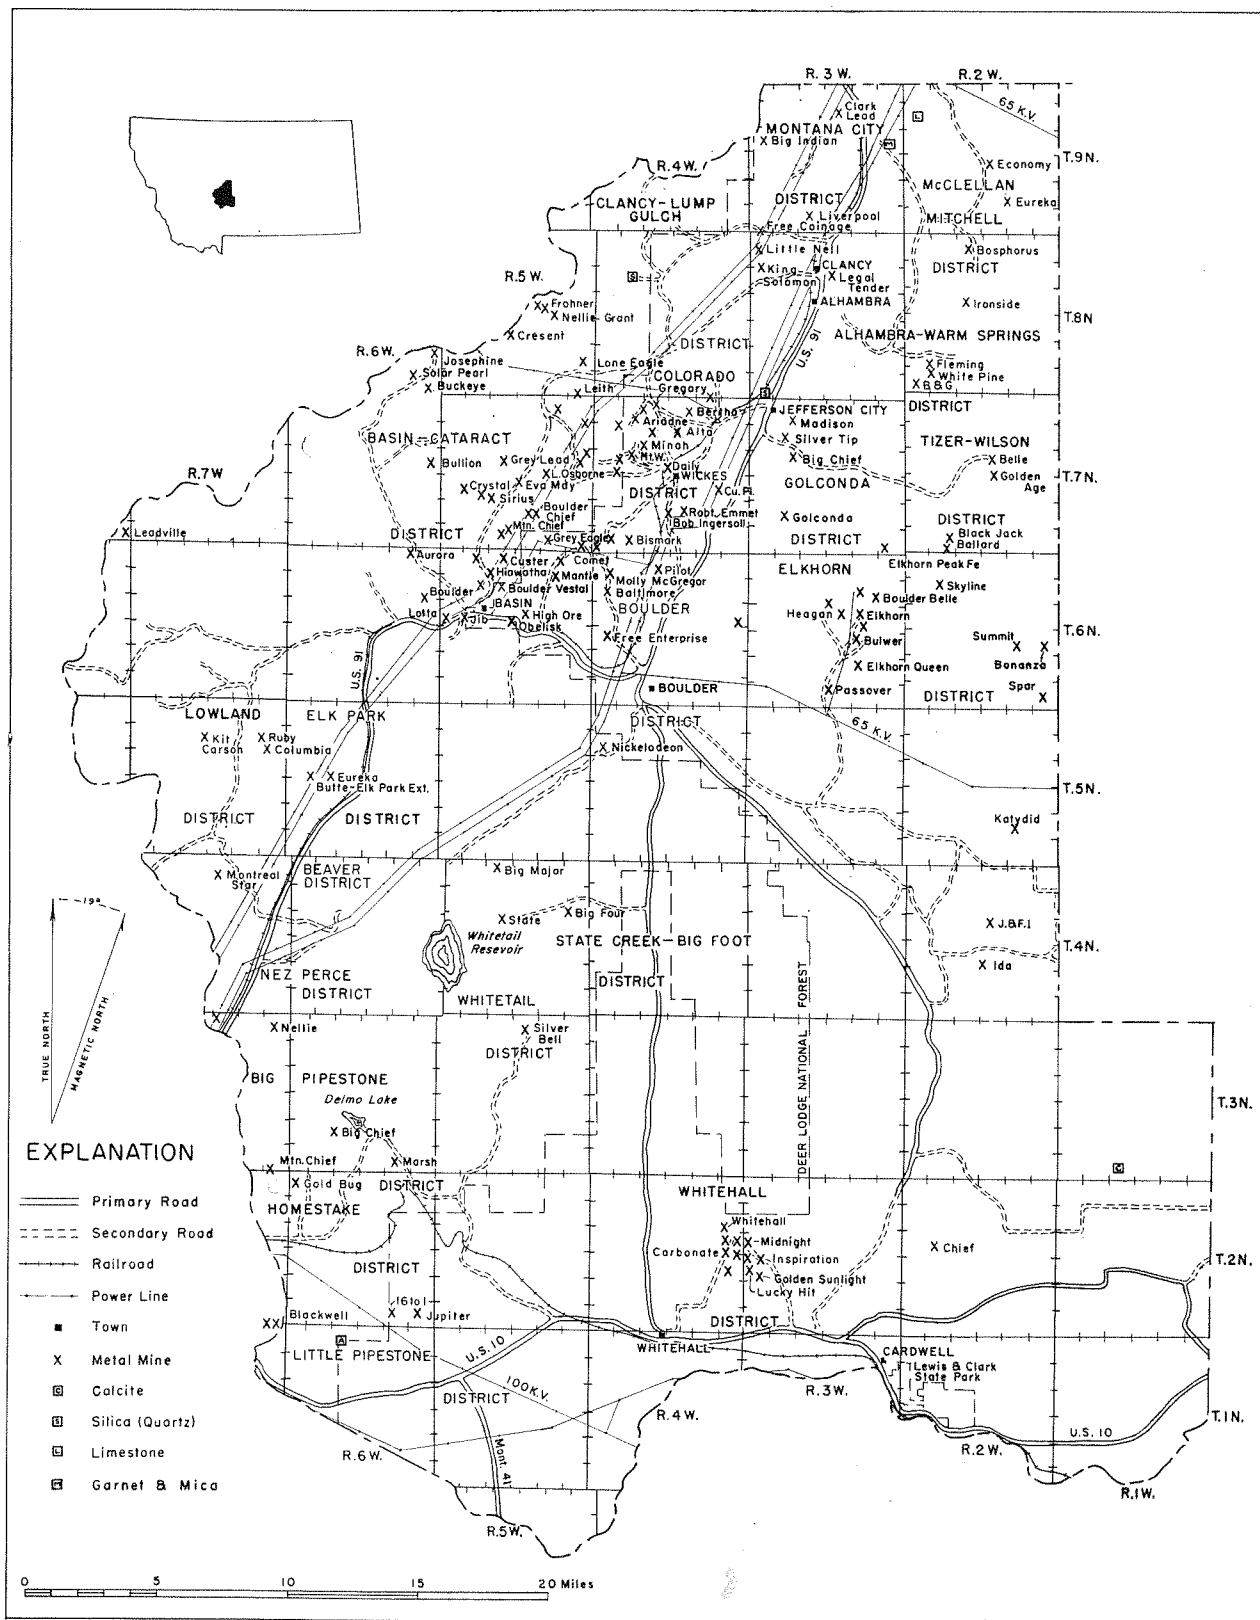 R. 3 W.
R. 2 W.
65 K.V.
Clark
Lead
MONTANA CITY
Big Indian
L
M
T.9N.
Economy
R.4W.
McCLELLAN
Eureka
CLANCY-LUMP
GULCH
DISTRICT
Liverpool
MITCHELL
Free Coinage
Little Nell
Bosphorus
R.5 W.
S
King
Solomon
CLANCY
Legal
Tender
DISTRICT
Frohner
Nellie Grant
ALHAMBRA
Ironside
T.8N
Cresent
DISTRICT
U.S. 91
ALHAMBRA-WARM SPRINGS
R.6W.
Josephine
Solar Pearl
Buckeye
Lone Eagle
COLORADO
Fleming
White Pine
B&G
Leith
Gregory
S
Bertha
JEFFERSON CITY
DISTRICT
Ariadne
Madison
BASIN-CATARACT
Alta
Silver Tip
TIZER-WILSON
Minah
Mt.W.
R.7W
Bullion
Grey Lead
Daily
Big Chief
Belle
L.Osborne
WICKES
GOLCONDA
Golden
Age
T.7N.
Crystal
Eva May
Sirius
DISTRICT
Cu. Pl.
Boulder
Chief
Robt. Emmet
Bob Ingersoll
Golconda
DISTRICT
Leadville
DISTRICT
Mtn. Chief
Grey Eagle
Bismark
DISTRICT
Black Jack
Ballard
Aurora
Custer
Comet
Elkhorn Peak Fe
Hiawatha
Mantle
Pilot
ELKHORN
Molly McGregor
Skyline
Boulder
Boulder Vestal
Baltimore
Boulder Belle
BASIN
BOULDER
Lotta
Jib
High Ore
Obelisk
Heagan
Elkhorn
Free Enterprise
Bulwer
Summit
T.6N.
Elkhorn Queen
Bonanza
U.S. 91
BOULDER
Passover
DISTRICT
Spar
LOWLAND
ELK PARK
DISTRICT
65 K.V.
Kit
Carson
Ruby
Columbia
Nickelodeon
Eureka
Butte-Elk Park Ext.
T.5N.
DISTRICT
DISTRICT
Katydid
Montreal
Star
BEAVER
DISTRICT
Big Major
19°
State
Big Four
J.B.F.I
Whitetail
Resevoir
STATE CREEK-BIG FOOT
T.4N.
Ida
NEZ PERCE
DISTRICT
WHITETAIL
DISTRICT
DEER LODGE NATIONAL FOREST
TRUE NORTH
MAGNETIC NORTH
Nellie
Silver
Bell
DISTRICT
BIG PIPESTONE
Delmo Lake
T.3N.
Big Chief
EXPLANATION
Mtn. Chief
Marsh
C
Gold Bug
DISTRICT
WHITEHALL
Primary Road
HOMESTAKE
Secondary Road
Whitehall
Midnight
Chief
T.2N.
Railroad
DISTRICT
Carbonate
Inspiration
Golden Sunlight
Power Line
Lucky Hit
Town
Blackwell
16 to 1
Jupiter
DISTRICT
A
WHITEHALL
Metal Mine
LITTLE PIPESTONE
U.S. 10
CARDWELL
Lewis & Clark
State Park
C Calcite
DISTRICT
100 K.V.
R.3W.
R.4W.
T.1N.
S Silica (Quartz)
U.S. 10
L Limestone
R.6W.
Mont. 41
R.2W.
M Garnet & Mica
R.1W.
R.5W.
0 5 10 15 20 Miles